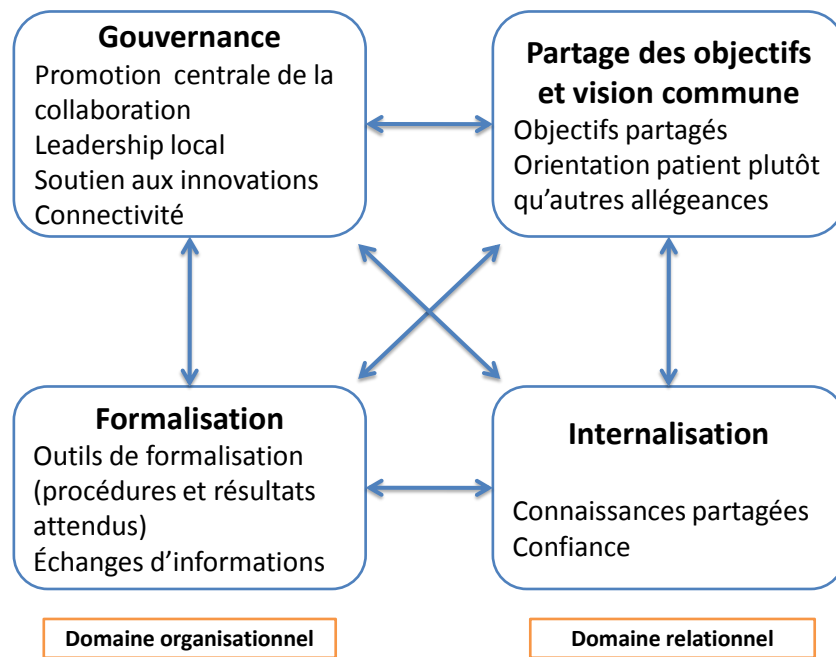 Gouvernance
Promotion centrale de la
collaboration
Leadership local
Soutien aux innovations
Connectivité
Partage des objectifs
et vision commune
Objectifs partagés
Orientation patient plutôt
qu’autres allégeances
Formalisation
Outils de formalisation
(procédures et résultats
attendus)
Échanges d’informations
Internalisation
Connaissances partagées
Confiance
Domaine organisationnel
Domaine relationnel